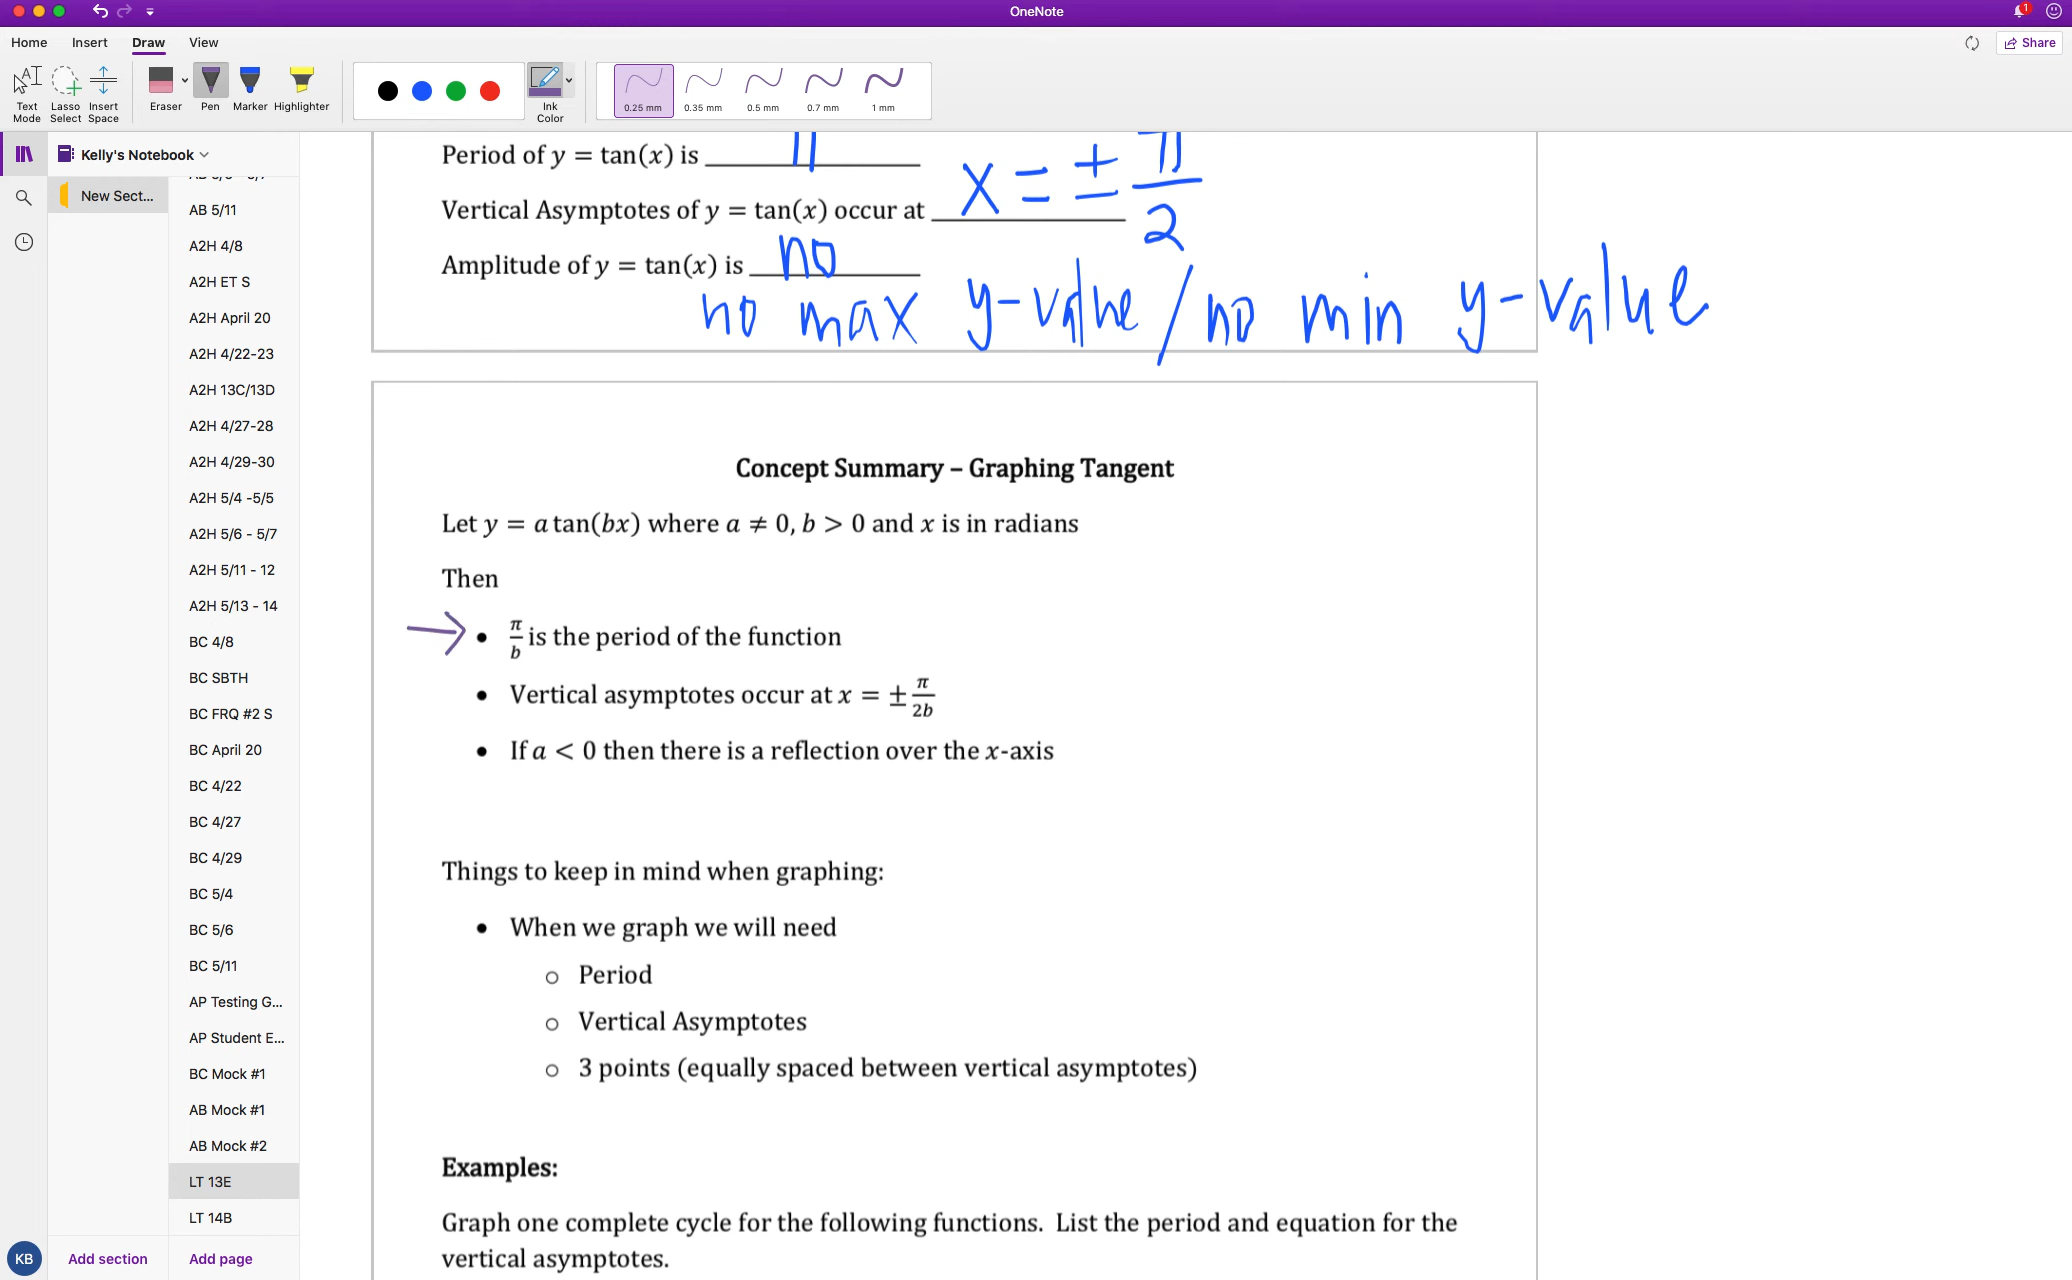 OneNote
1
Home Insert Draw View
Share
Text Mode
Lasso Select
Insert Space
Eraser
Pen
Marker
Highlighter
Ink Color
0.25 mm
0.35 mm
0.5 mm
0.7 mm
1 mm
Kelly's Notebook
New Sect...
AB 5/11
A2H 4/8
A2H ET S
A2H April 20
A2H 4/22-23
A2H 13C/13D
A2H 4/27-28
A2H 4/29-30
A2H 5/4 -5/5
A2H 5/6 - 5/7
A2H 5/11 - 12
A2H 5/13 - 14
BC 4/8
BC SBTH
BC FRQ #2 S
BC April 20
BC 4/22
BC 4/27
BC 4/29
BC 5/4
BC 5/6
BC 5/11
AP Testing G...
AP Student E...
BC Mock #1
AB Mock #1
AB Mock #2
LT 13E
LT 14B
KB
Add section
Add page
Period of y = tan(x) is π
Vertical Asymptotes of y = tan(x) occur at x = ± π/2
Amplitude of y = tan(x) is no
no max y-value / no min y-value
Concept Summary – Graphing Tangent
Let y = a tan(bx) where a ≠ 0, b > 0 and x is in radians
Then
→ • π/b is the period of the function
• Vertical asymptotes occur at x = ± π/2b
• If a < 0 then there is a reflection over the x-axis
Things to keep in mind when graphing:
• When we graph we will need
○ Period
○ Vertical Asymptotes
○ 3 points (equally spaced between vertical asymptotes)
Examples:
Graph one complete cycle for the following functions. List the period and equation for the
vertical asymptotes.